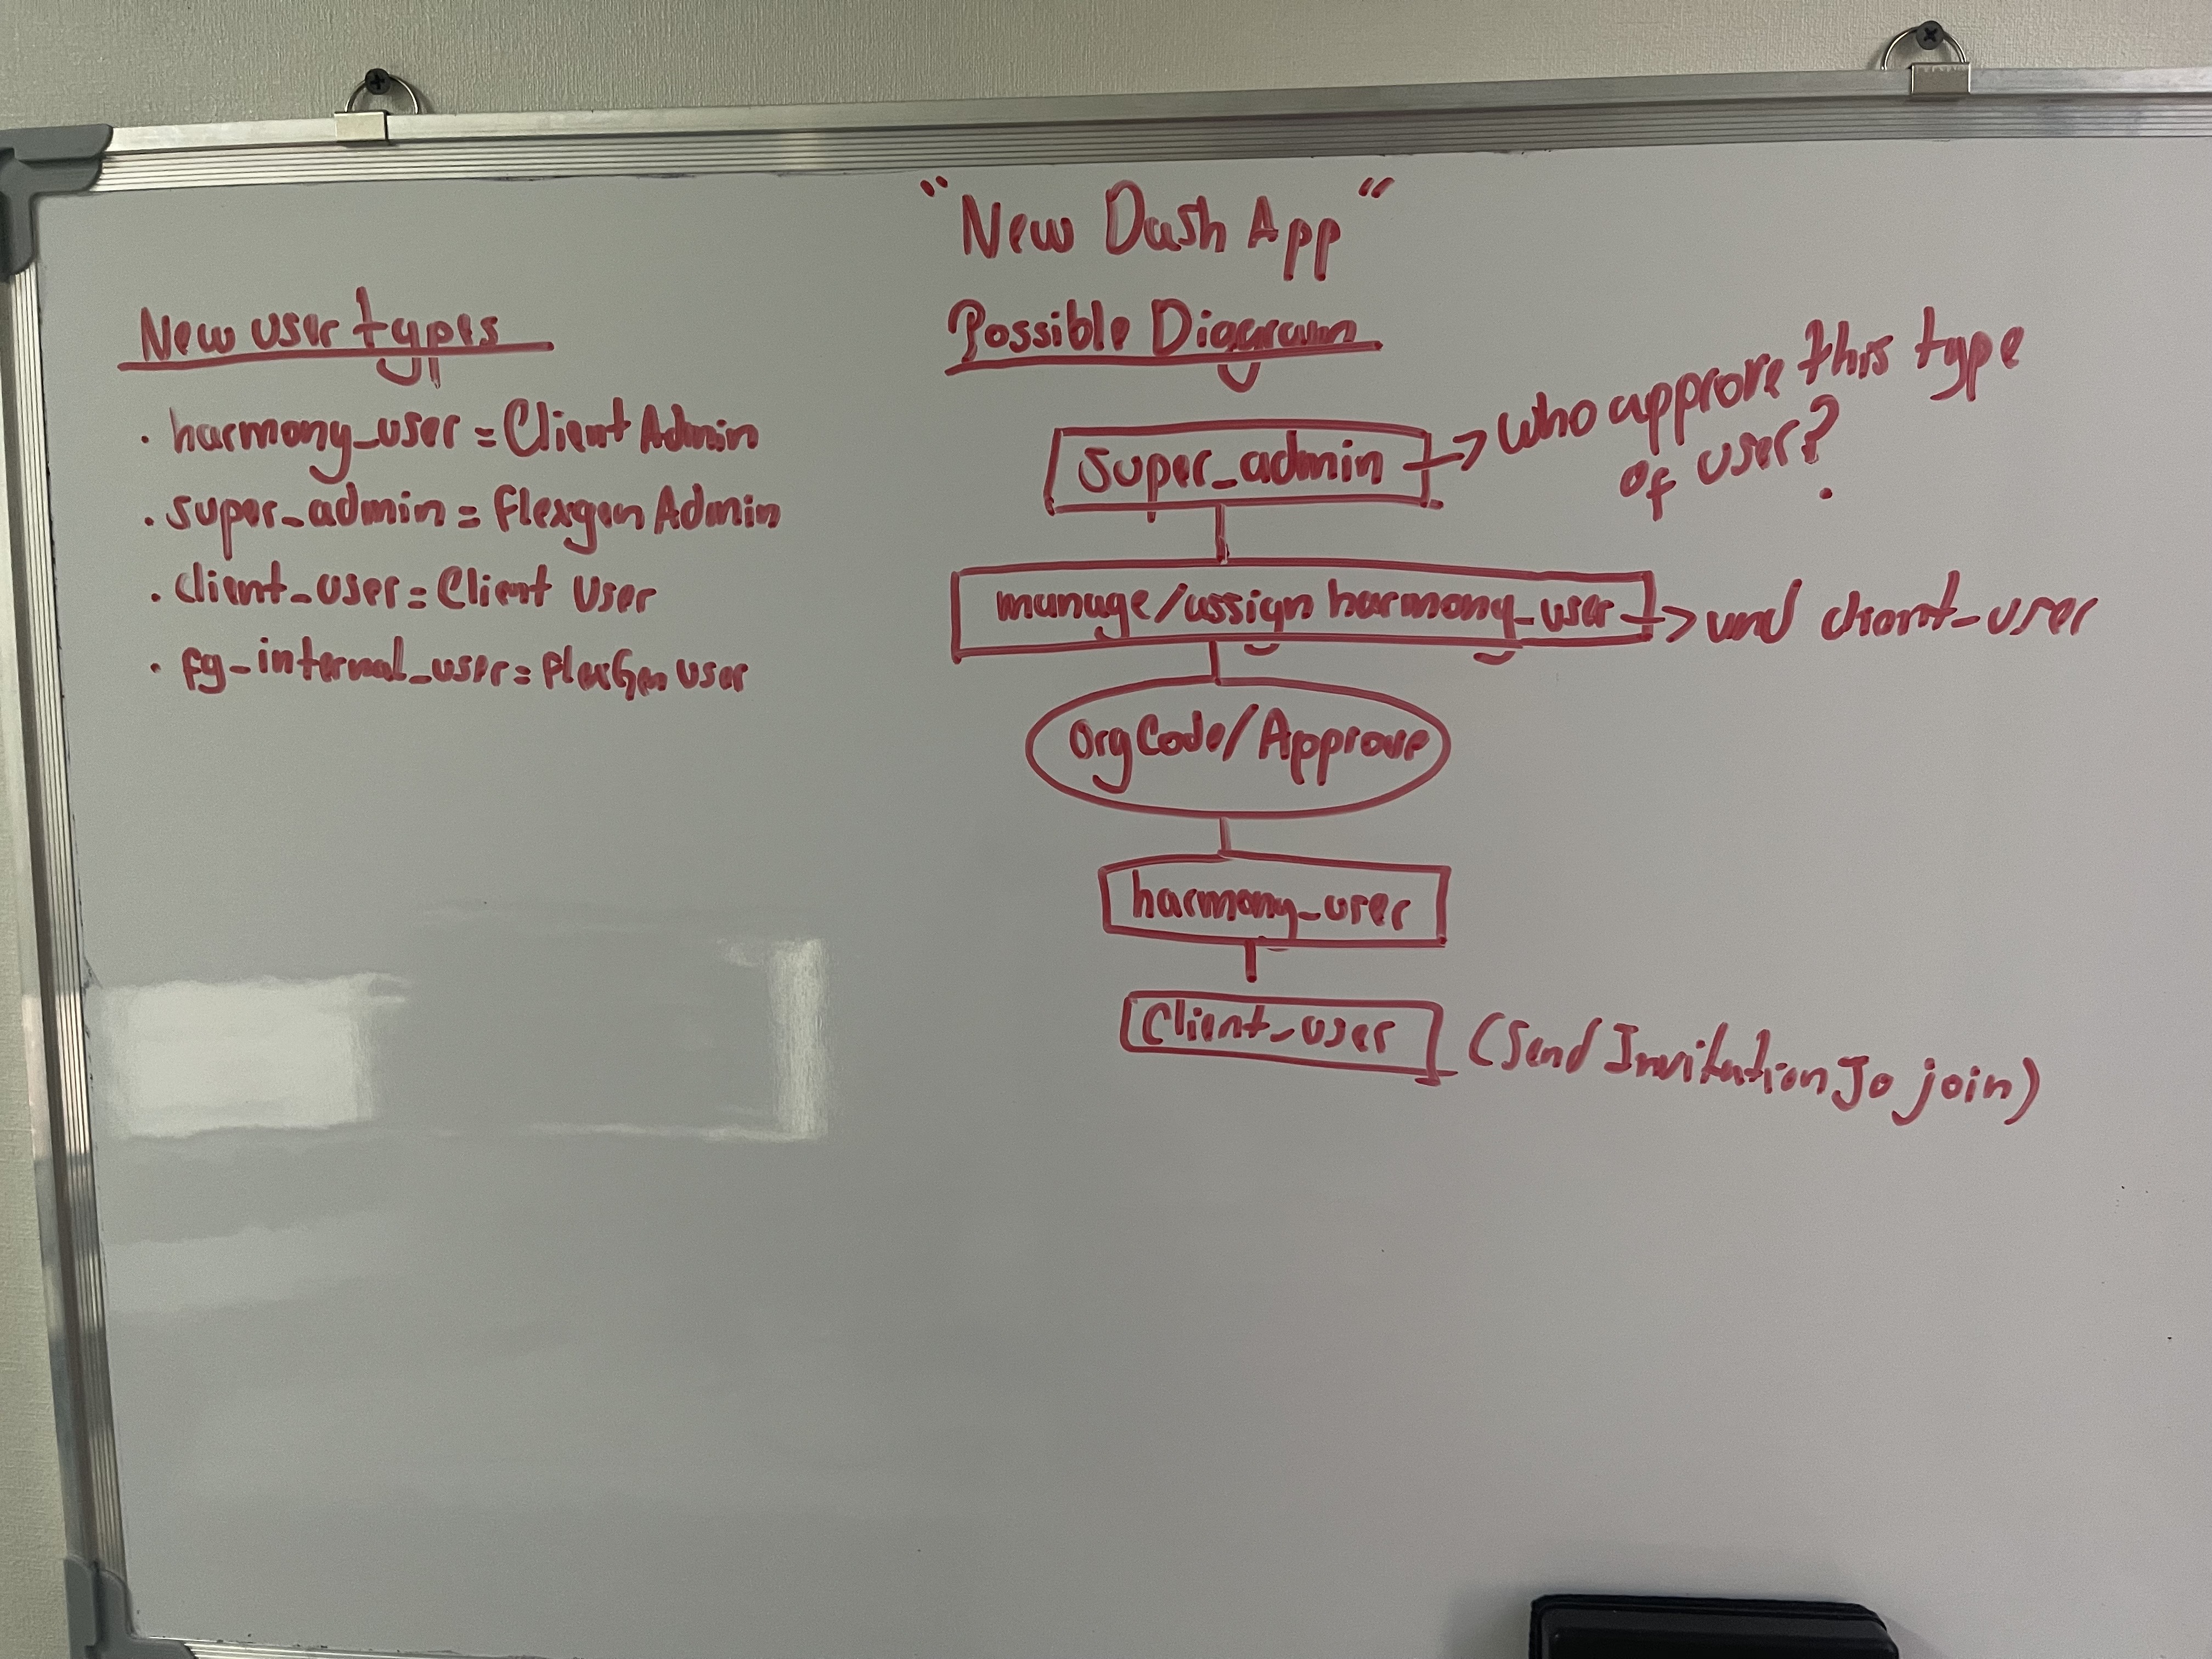 "New Dash App"
New user types
. harmony_user = Client Admin
. super_admin = Flexgen Admin
. client_user = Client User
. fg_internal_user = FlexGen User
Possible Diagram
super_admin → who approve this type
of user?
manage/assign harmony_user → and client_user
OrgCode/Approve
harmony_user
Client_user (Send Invitation To join)